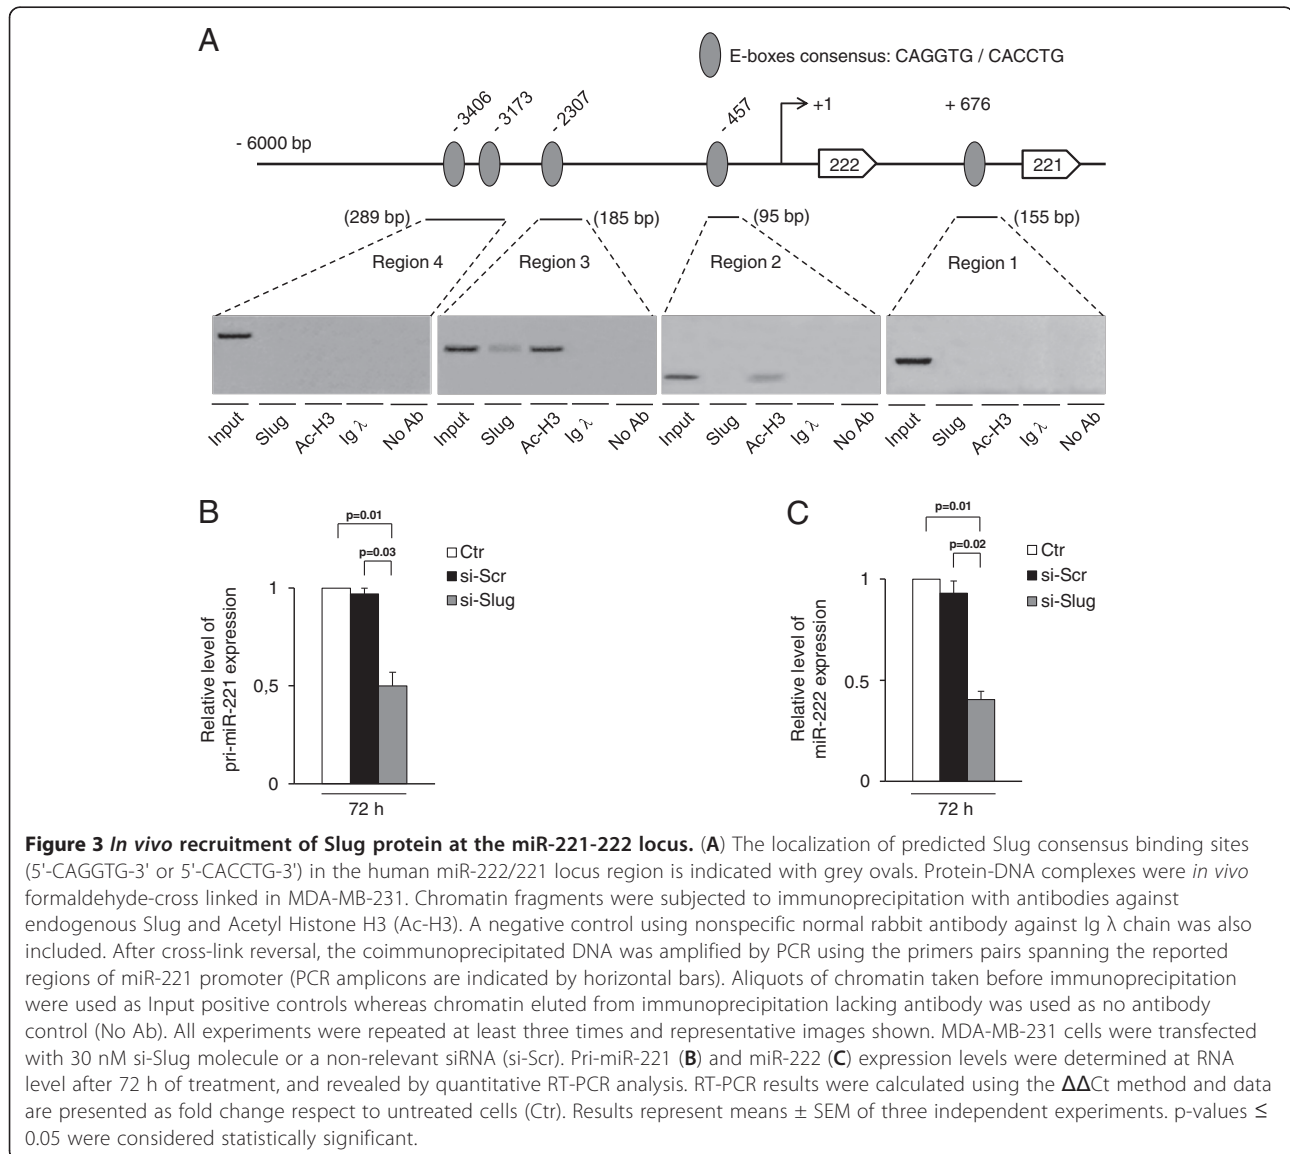 A
E-boxes consensus: CAGGTG / CACCTG
- 6000 bp
- 3406
- 3173
- 2307
- 457
+1
+ 676
222
221
(289 bp)
(185 bp)
(95 bp)
(155 bp)
Region 4
Region 3
Region 2
Region 1
Input
Slug
Ac-H3
Ig λ
No Ab
Input
Slug
Ac-H3
Ig λ
No Ab
Input
Slug
Ac-H3
Ig λ
No Ab
Input
Slug
Ac-H3
Ig λ
No Ab
B
p=0.01
p=0.03
Ctr
si-Scr
si-Slug
Relative level of
pri-miR-221 expression
1
0,5
0
72 h
C
p=0.01
p=0.02
Ctr
si-Scr
si-Slug
Relative level of
miR-222 expression
1
0.5
0
72 h
Figure 3 In vivo recruitment of Slug protein at the miR-221-222 locus. (A) The localization of predicted Slug consensus binding sites
(5'-CAGGTG-3' or 5'-CACCTG-3') in the human miR-222/221 locus region is indicated with grey ovals. Protein-DNA complexes were in vivo
formaldehyde-cross linked in MDA-MB-231. Chromatin fragments were subjected to immunoprecipitation with antibodies against
endogenous Slug and Acetyl Histone H3 (Ac-H3). A negative control using nonspecific normal rabbit antibody against Ig λ chain was also
included. After cross-link reversal, the coimmunoprecipitated DNA was amplified by PCR using the primers pairs spanning the reported
regions of miR-221 promoter (PCR amplicons are indicated by horizontal bars). Aliquots of chromatin taken before immunoprecipitation
were used as Input positive controls whereas chromatin eluted from immunoprecipitation lacking antibody was used as no antibody
control (No Ab). All experiments were repeated at least three times and representative images shown. MDA-MB-231 cells were transfected
with 30 nM si-Slug molecule or a non-relevant siRNA (si-Scr). Pri-miR-221 (B) and miR-222 (C) expression levels were determined at RNA
level after 72 h of treatment, and revealed by quantitative RT-PCR analysis. RT-PCR results were calculated using the ΔΔCt method and data
are presented as fold change respect to untreated cells (Ctr). Results represent means ± SEM of three independent experiments. p-values ≤
0.05 were considered statistically significant.